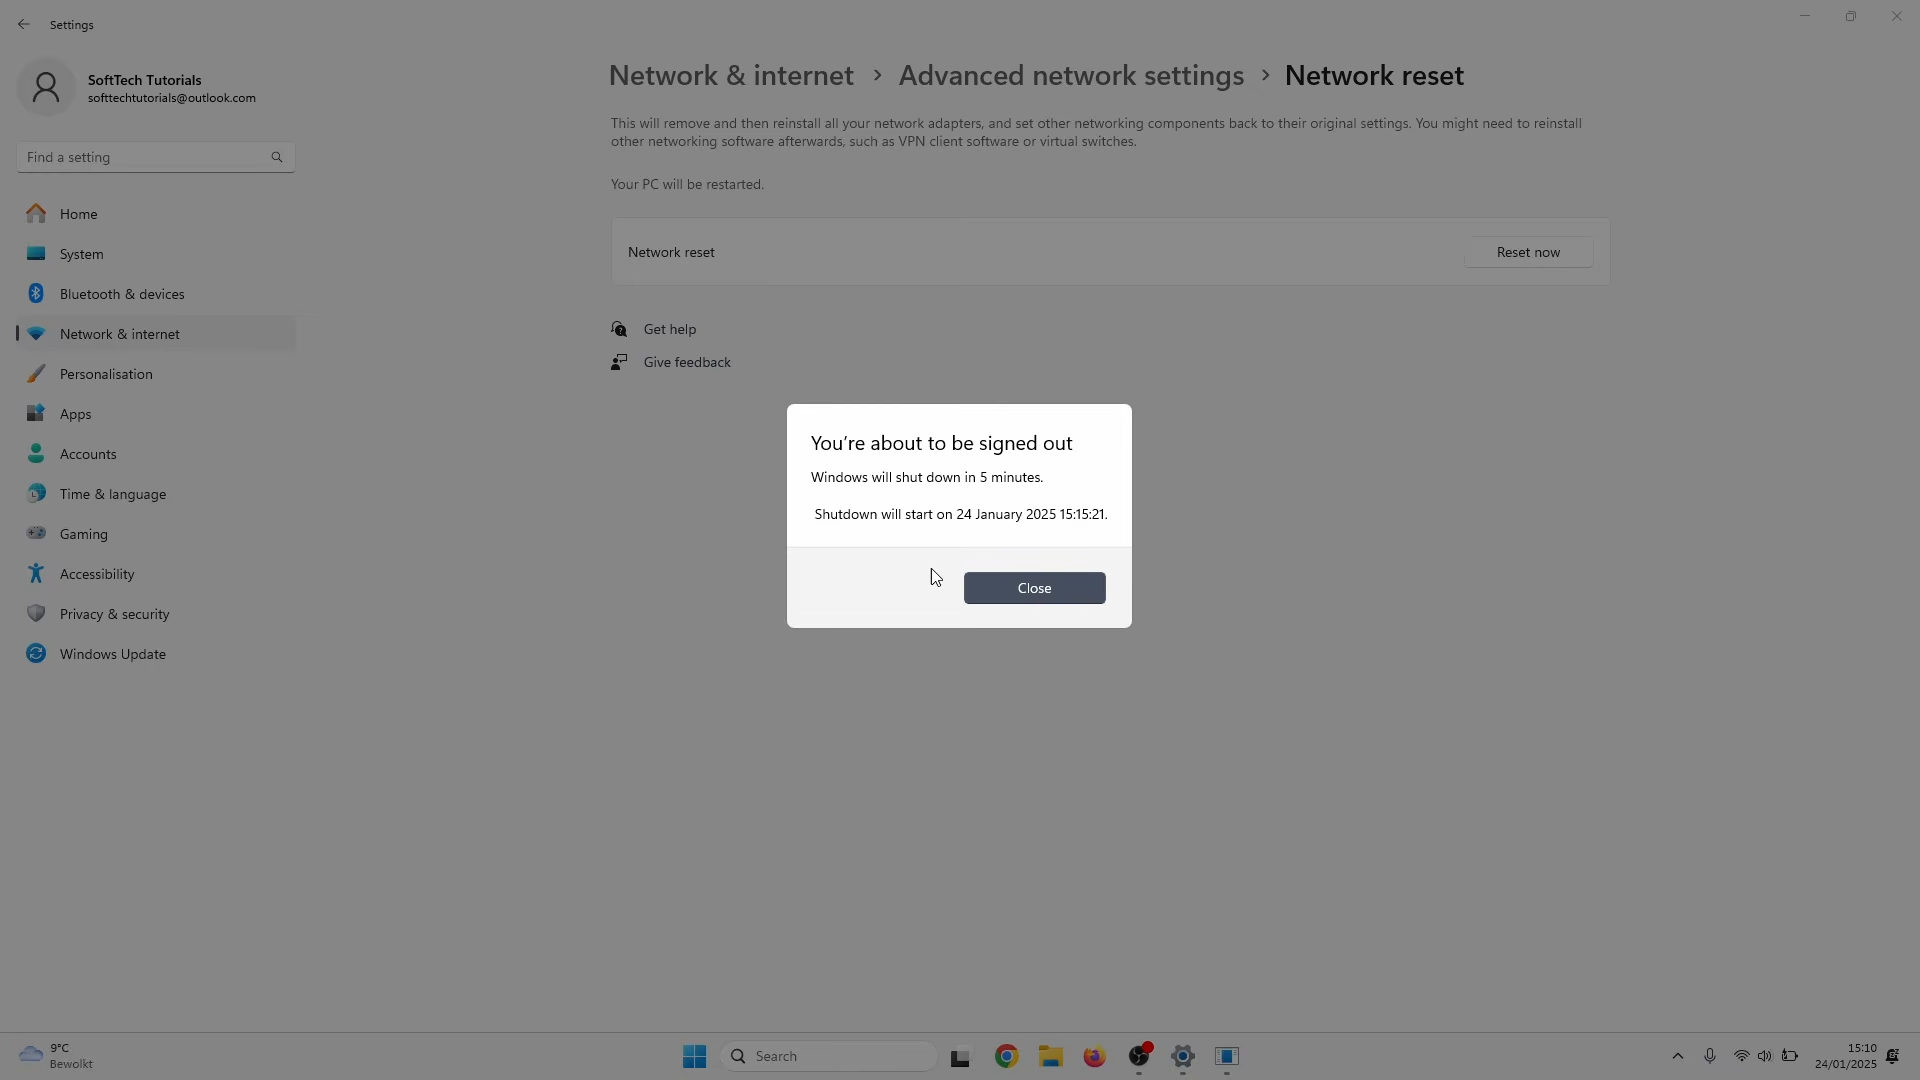 Settings
SoftTech Tutorials
softtechtutorials@outlook.com
Find a setting
Home
System
Bluetooth & devices
Network & internet
Personalisation
Apps
Accounts
Time & language
Gaming
Accessibility
Privacy & security
Windows Update
Network & internet > Advanced network settings > Network reset
This will remove and then reinstall all your network adapters, and set other networking components back to their original settings. You might need to reinstall
other networking software afterwards, such as VPN client software or virtual switches.
Your PC will be restarted.
Network reset
Reset now
Get help
Give feedback
You're about to be signed out
Windows will shut down in 5 minutes.
Shutdown will start on 24 January 2025 15:15:21.
Close
9°C
Bewolkt
Search
15:10
24/01/2025